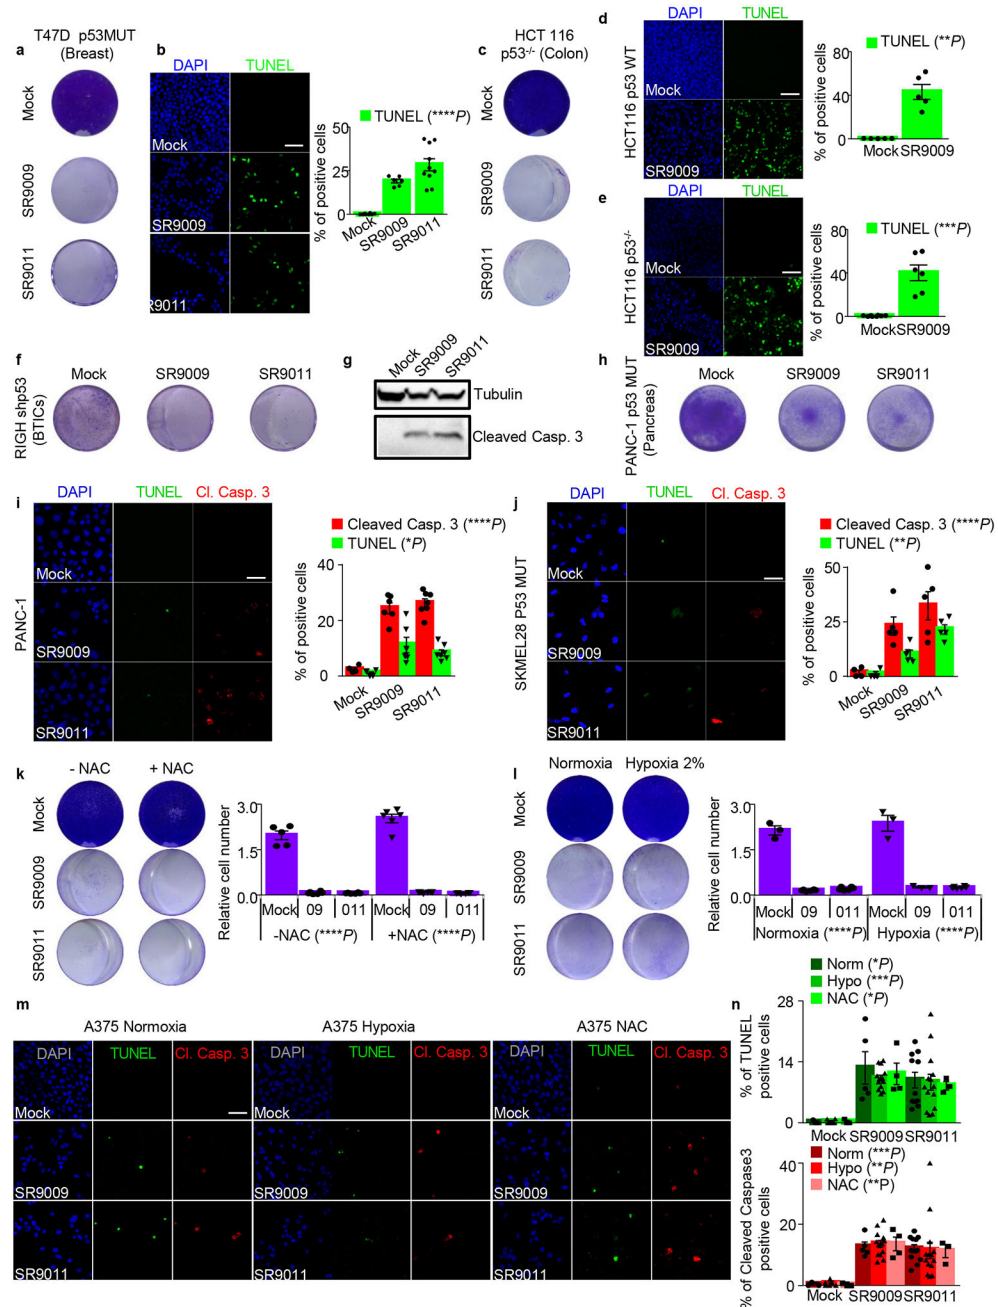 a
T47D p53MUT
(Breast)
Mock
SR9009
SR9011
b
DAPI TUNEL
Mock
SR9009
R9011
TUNEL (****P)
% of positive cells
50
25
0
Mock SR9009 SR9011
c
HCT 116
p53-/- (Colon)
Mock
SR9009
SR9011
d
DAPI TUNEL
HCT116 p53 WT
Mock
SR9009
TUNEL (**P)
% of positive cells
80
40
0
Mock SR9009
e
DAPI TUNEL
HCT116 p53-/-
Mock
SR9009
TUNEL (***P)
% of positive cells
80
40
0
Mock SR9009
f
RIGH shp53
(BTICs)
Mock SR9009 SR9011
g
Mock SR9009 SR9011
Tubulin
Cleaved Casp. 3
h
PANC-1 p53 MUT
(Pancreas)
Mock SR9009 SR9011
i
DAPI TUNEL Cl. Casp. 3
PANC-1
Mock
SR9009
SR9011
Cleaved Casp. 3 (****P)
TUNEL (*P)
% of positive cells
40
20
0
Mock SR9009 SR9011
j
DAPI TUNEL Cl. Casp. 3
SKMEL28 P53 MUT
Mock
SR9009
SR9011
Cleaved Casp. 3 (****P)
TUNEL (**P)
% of positive cells
50
25
0
Mock SR9009 SR9011
k
- NAC + NAC
Mock
SR9009
SR9011
Relative cell number
3.0
1.5
0.0
Mock 09 011 Mock 09 011
-NAC (****P) +NAC (****P)
l
Normoxia Hypoxia 2%
Mock
SR9009
SR9011
Relative cell number
3.0
1.5
0.0
Mock 09 011 Mock 09 011
Normoxia (****P) Hypoxia (****P)
m
A375 Normoxia A375 Hypoxia A375 NAC
DAPI TUNEL Cl. Casp. 3 DAPI TUNEL Cl. Casp. 3 DAPI TUNEL Cl. Casp. 3
Mock Mock Mock
SR9009 SR9009 SR9009
SR9011 SR9011 SR9011
n
Norm (*P)
Hypo (***P)
NAC (*P)
% of TUNEL
positive cells
28
14
0
Mock SR9009 SR9011
Norm (***P)
Hypo (**P)
NAC (**P)
% of Cleaved Caspase3
positive cells
40
20
0
Mock SR9009 SR9011